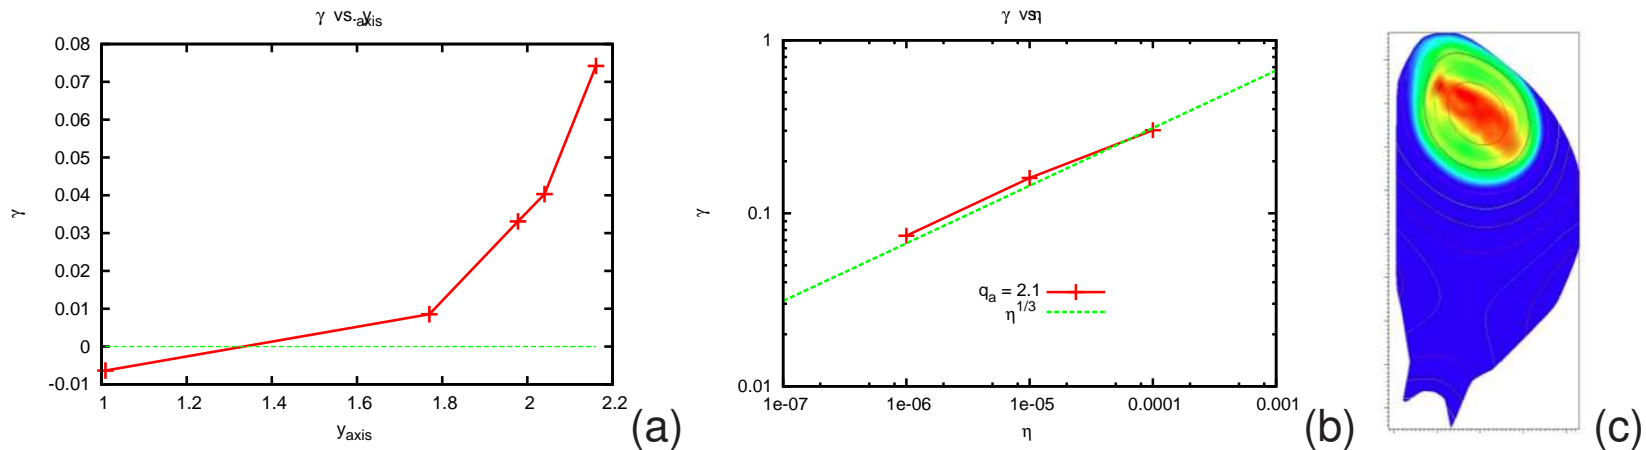 γ vs. y_axis
0.08
0.07
0.06
0.05
0.04
0.03
0.02
0.01
0
-0.01
γ
1 1.2 1.4 1.6 1.8 2 2.2
y_axis
(a)
γ vs η
1
0.1
0.01
γ
q_a = 2.1
η^1/3
1e-07 1e-06 1e-05 0.0001 0.001
η
(b)
(c)